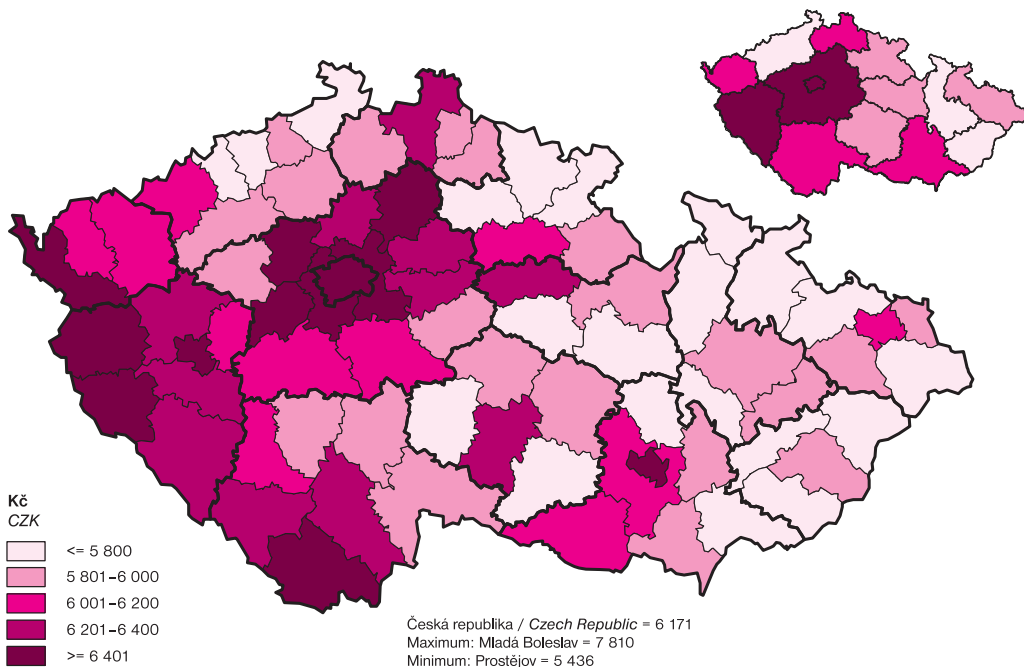 Kč
CZK
<= 5 800
5 801–6 000
6 001–6 200
6 201–6 400
>= 6 401
Česká republika / Czech Republic = 6 171
Maximum: Mladá Boleslav = 7 810
Minimum: Prostějov = 5 436